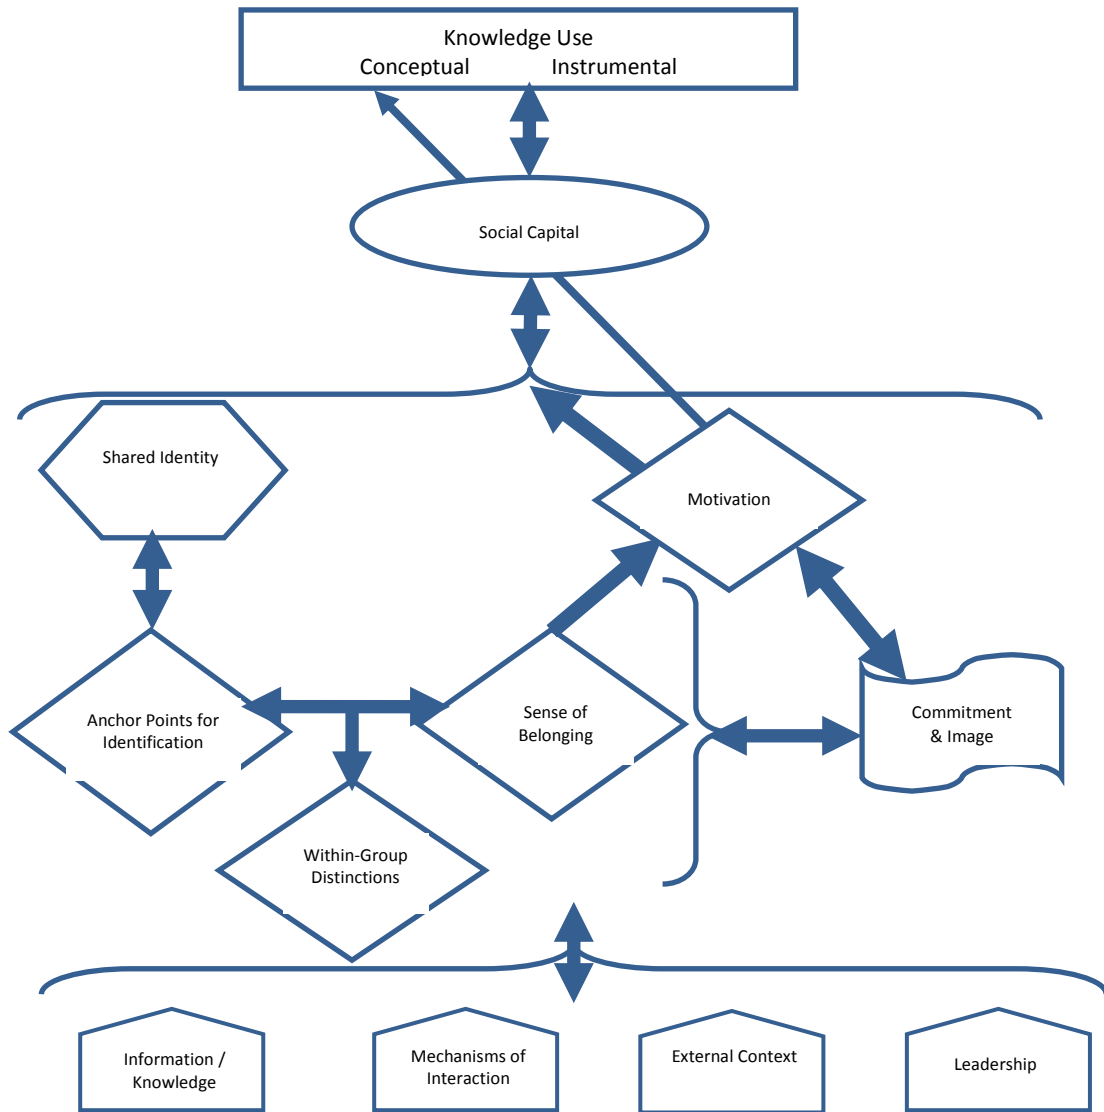 Knowledge Use
Conceptual Instrumental
Social Capital
Shared Identity
Motivation
Anchor Points for
Identification
Sense of
Belonging
Commitment
& Image
Within-Group
Distinctions
Information /
Knowledge
Mechanisms of
Interaction
External Context
Leadership